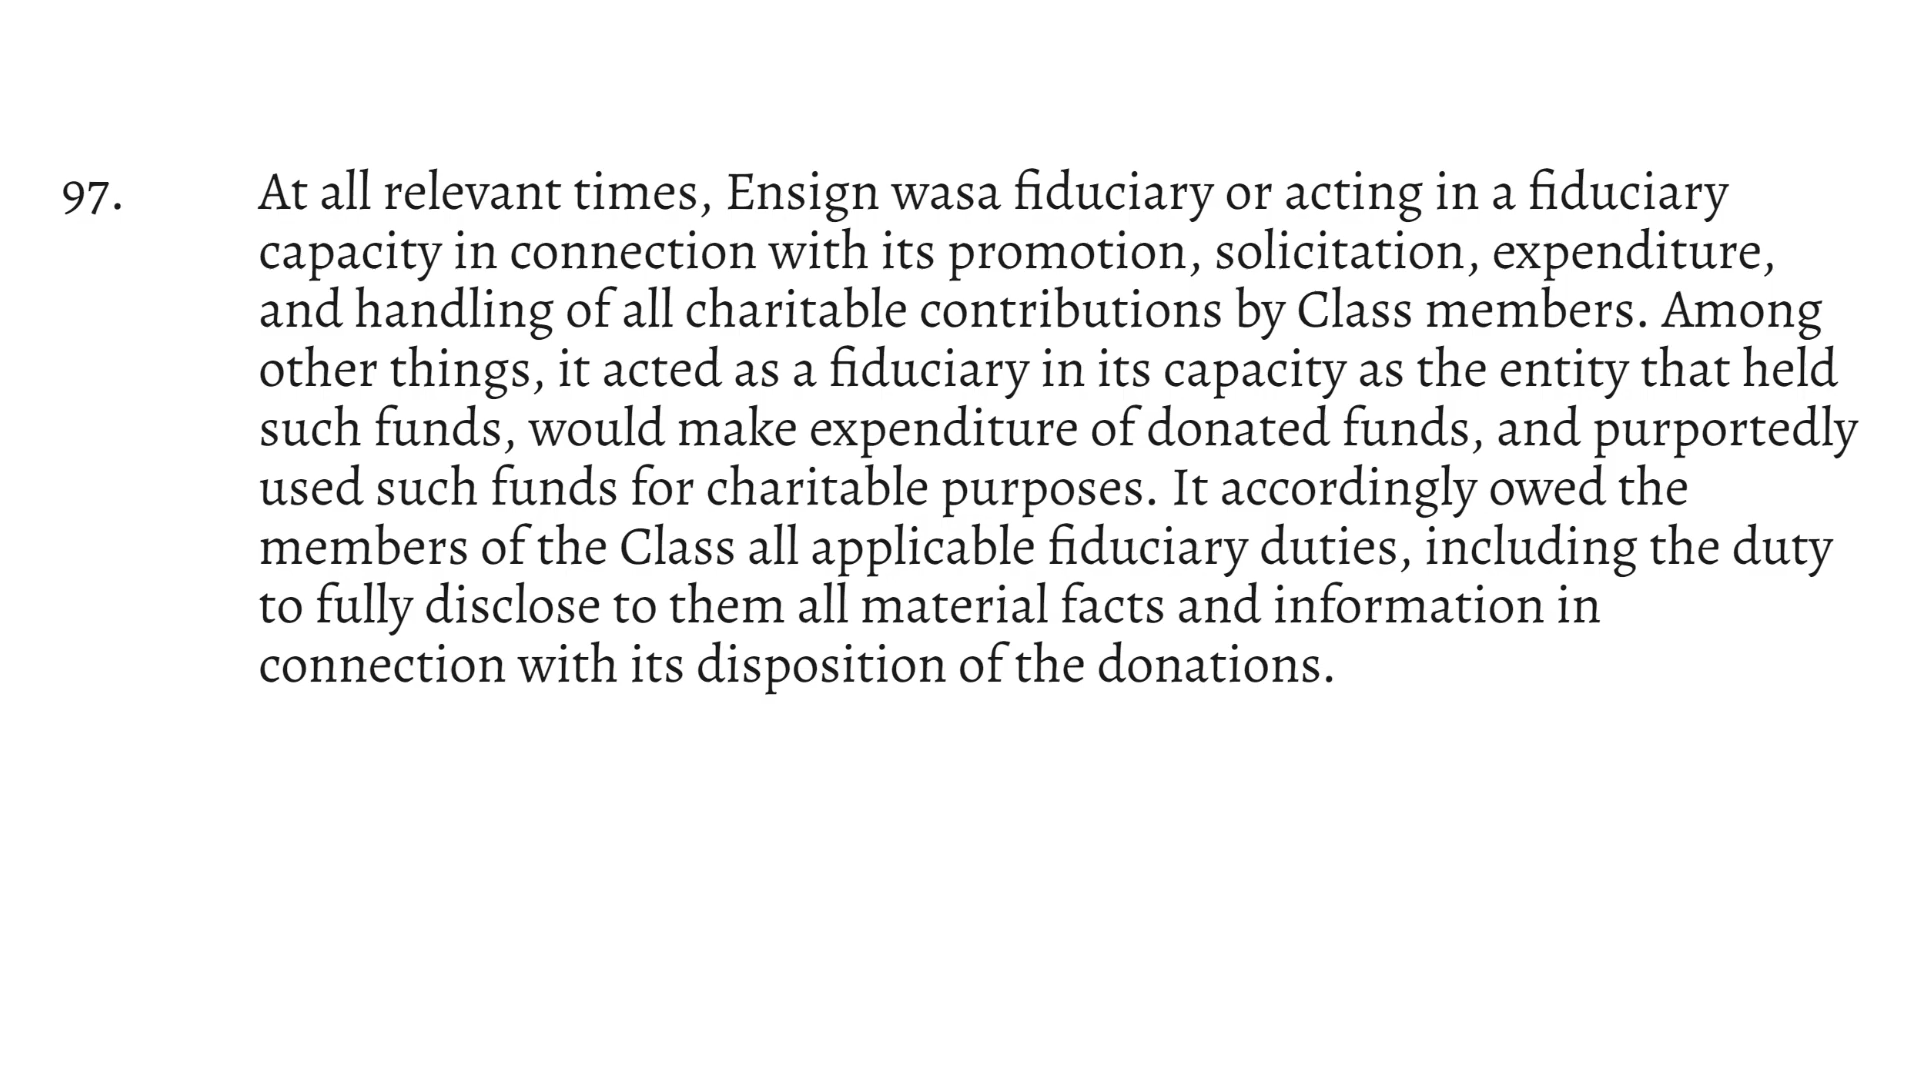 97. At all relevant times, Ensign wasa fiduciary or acting in a fiduciary
capacity in connection with its promotion, solicitation, expenditure,
and handling of all charitable contributions by Class members. Among
other things, it acted as a fiduciary in its capacity as the entity that held
such funds, would make expenditure of donated funds, and purportedly
used such funds for charitable purposes. It accordingly owed the
members of the Class all applicable fiduciary duties, including the duty
to fully disclose to them all material facts and information in
connection with its disposition of the donations.